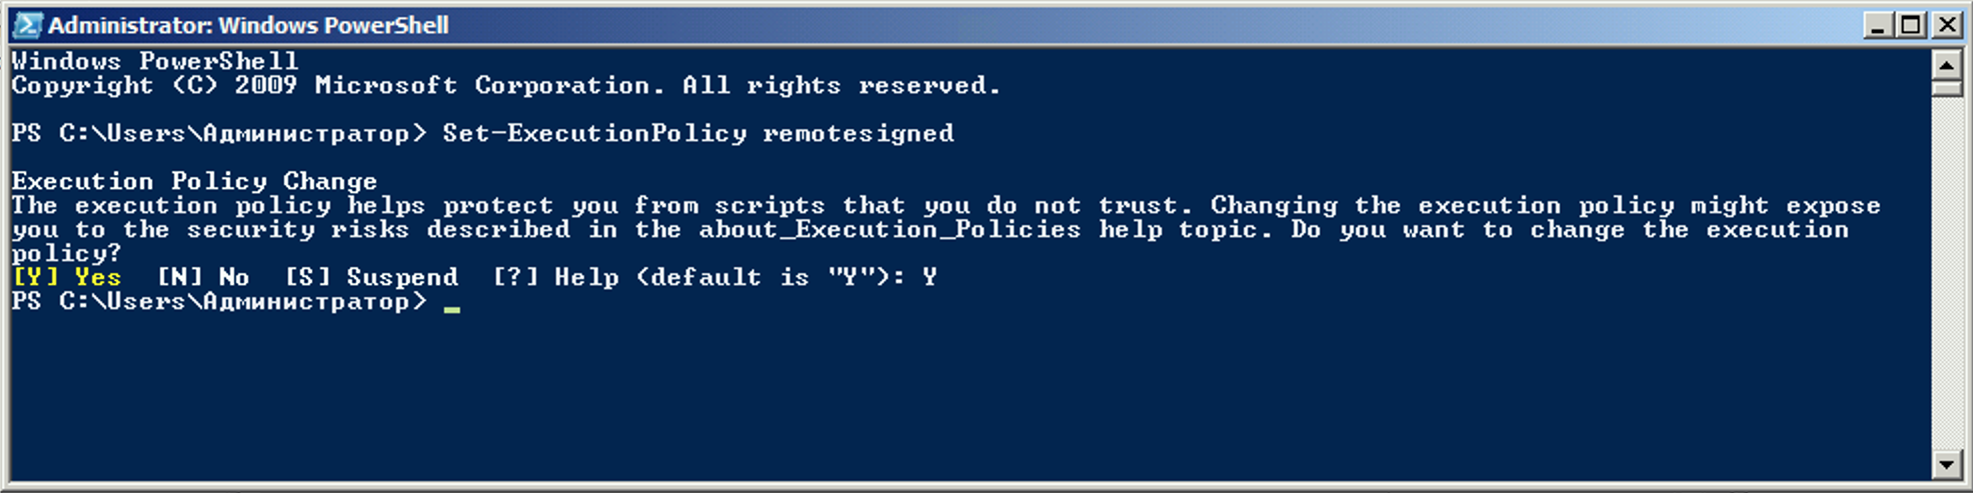 Administrator: Windows PowerShell
Windows PowerShell
Copyright (C) 2009 Microsoft Corporation. All rights reserved.
PS C:\Users\Администратор> Set-ExecutionPolicy remotesigned
Execution Policy Change
The execution policy helps protect you from scripts that you do not trust. Changing the execution policy might expose
you to the security risks described in the about_Execution_Policies help topic. Do you want to change the execution
policy?
[Y] Yes  [N] No  [S] Suspend  [?] Help (default is "Y"): Y
PS C:\Users\Администратор> _